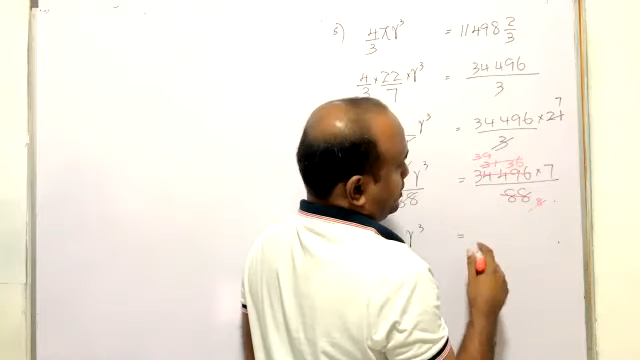 5) 4/3 πr³ = 11498 2/3
4/3 × 22/7 × r³ = 34496/3
r³ = 34496/3 × 21 7
r³ = 34496 × 7/88
r³ =